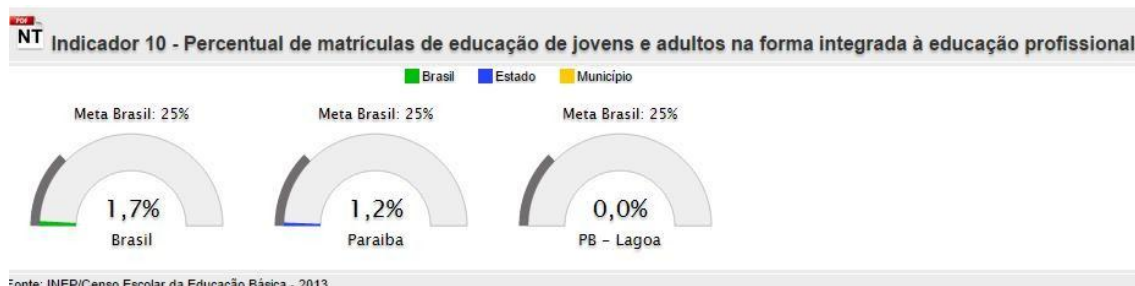 PDF
NT
Indicador 10 - Percentual de matrículas de educação de jovens e adultos na forma integrada à educação profissional
Brasil Estado Município
Meta Brasil: 25% Meta Brasil: 25% Meta Brasil: 25%
1,7% 1,2% 0,0%
Brasil Paraiba PB - Lagoa
Fonte: INEP/Censo Escolar da Educação Básica - 2013